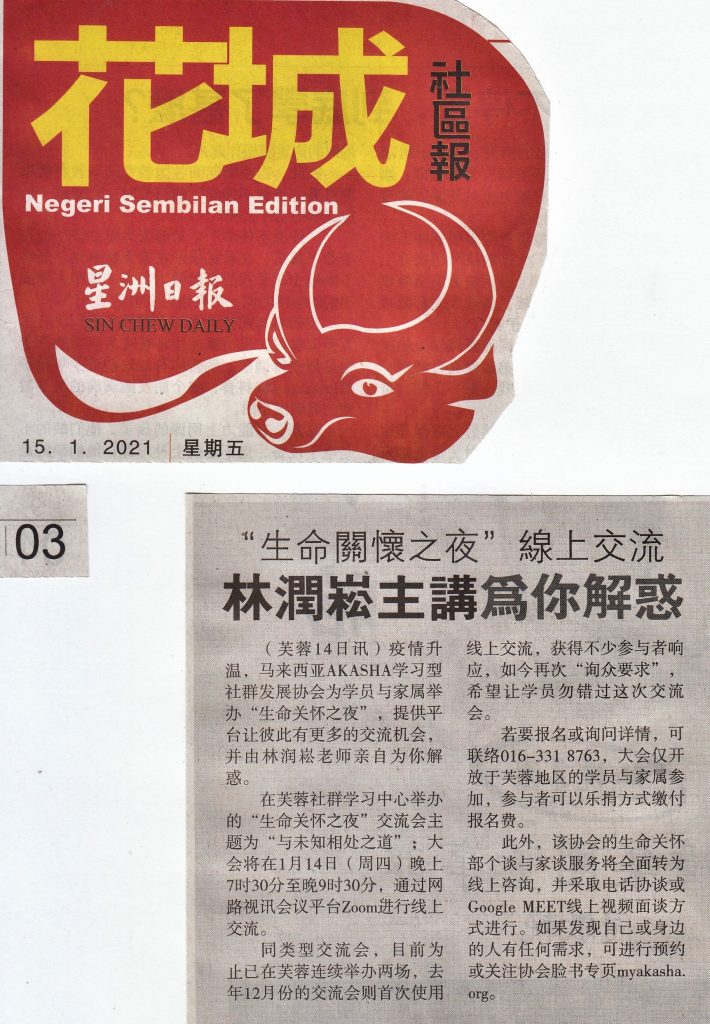 花城
社區報
Negeri Sembilan Edition
星洲日報
SIN CHEW DAILY
15. 1. 2021 星期五
03
“生命關懷之夜”線上交流
林潤崧主講為你解惑
（芙蓉14日讯）疫情升
温，马来西亚AKASHA学习型
社群发展协会为学员与家属举
办“生命关怀之夜”，提供平
台让彼此有更多的交流机会，
并由林润崧老师亲自为你解
惑。
在芙蓉社群学习中心举办
的“生命关怀之夜”交流会主
题为“与未知相处之道”；大
会将在1月14日（周四）晚上
7时30分至晚9时30分，通过网
路视讯会议平台Zoom进行线上
交流。
同类型交流会，目前为
止已在芙蓉连续举办两场，去
年12月份的交流会则首次使用
线上交流，获得不少参与者响
应，如今再次“询众要求”，
希望让学员勿错过这次交流
会。
若要报名或询问详情，可
联络016-331 8763，大会仅开
放于芙蓉地区的学员与家属参
加，参与者可以乐捐方式缴付
报名费。
此外，该协会的生命关怀
部个谈与家谈服务将全面转为
线上咨询，并采取电话协谈或
Google MEET线上视频面谈方
式进行。如果发现自己或身边
的人有任何需求，可进行预约
或关注协会脸书专页myakasha.
org。